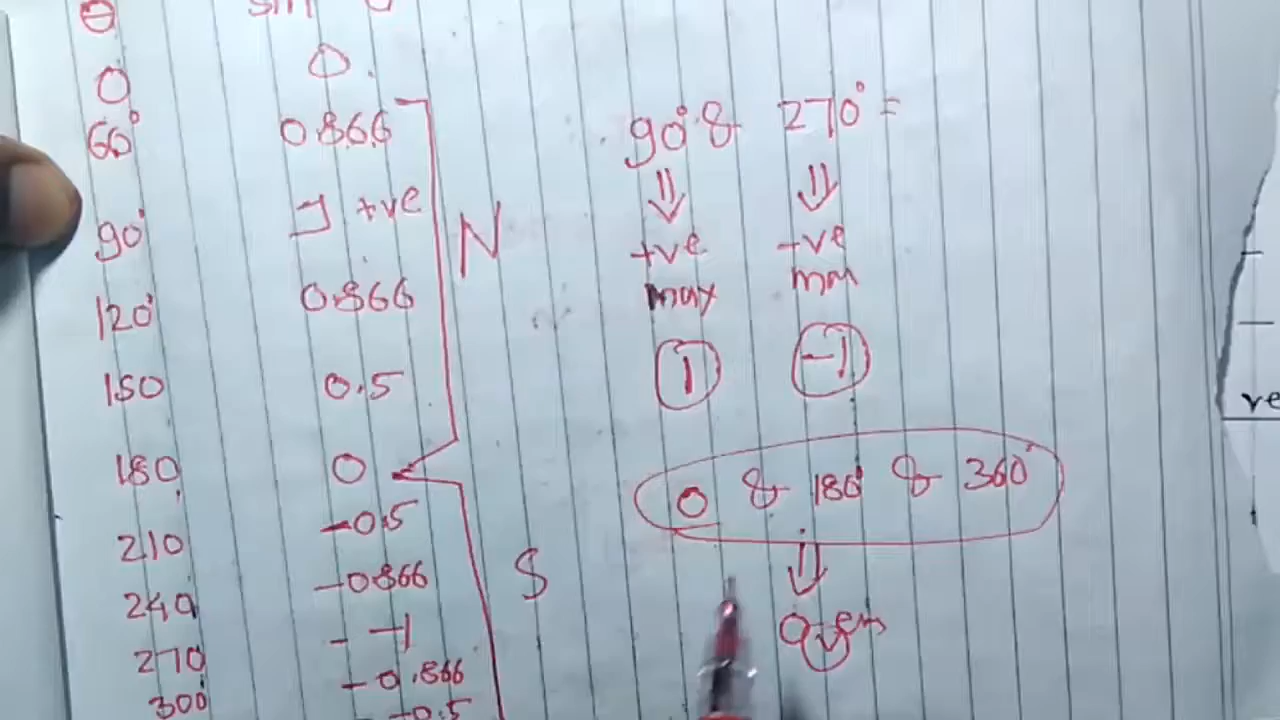 θ sin θ
0 0
60° 0.866
90° 1 +ve
120° 0.866
150 0.5
180 0
210 -0.5
240 -0.866
270 -1
300° -0.866
-0.5
N
S
90° & 270° =
+ve -ve
max
1 -1
0 & 180° & 360°
ve